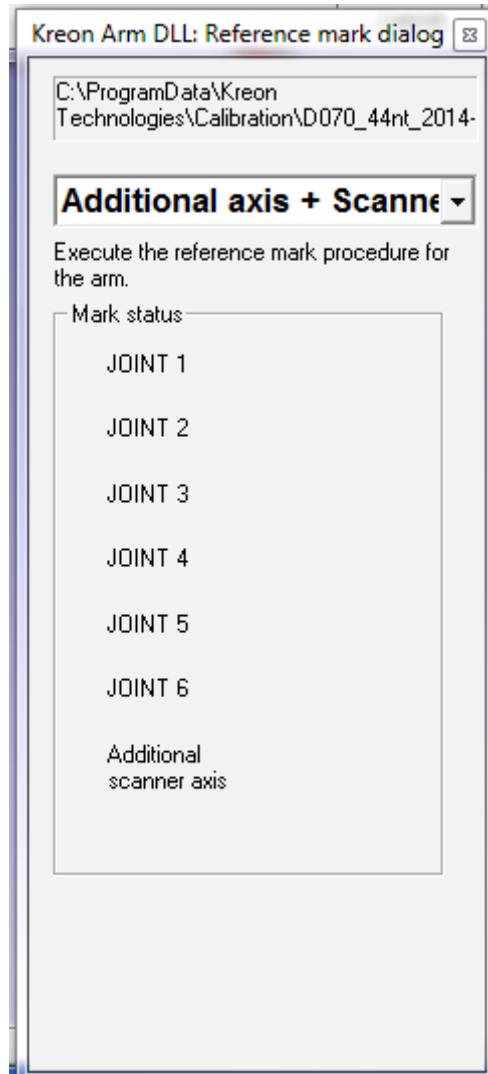 Kreon Arm DLL: Reference mark dialog
C:\ProgramData\Kreon
Technologies\Calibration\D070_44nt_2014-
Additional axis + Scanne
Execute the reference mark procedure for
the arm.
Mark status
JOINT 1
JOINT 2
JOINT 3
JOINT 4
JOINT 5
JOINT 6
Additional
scanner axis